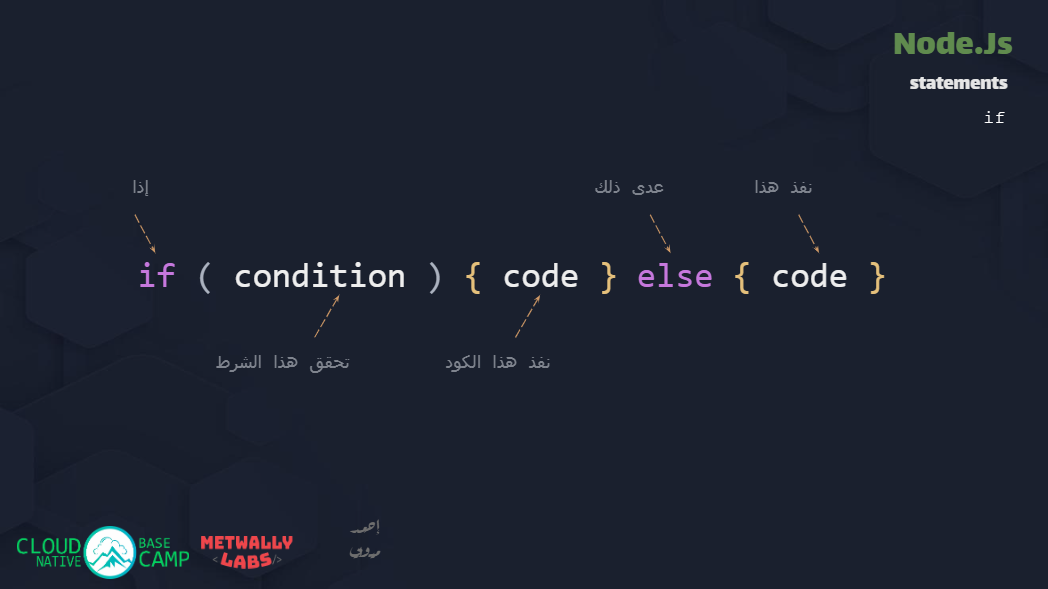 Node.Js
statements
if
إذا
عدى ذلك
نفذ هذا
if ( condition ) { code } else { code }
تحقق هذا الشرط
نفذ هذا الكود
CLOUD NATIVE
BASE CAMP
METWALLY
<LABS/>
أحمد